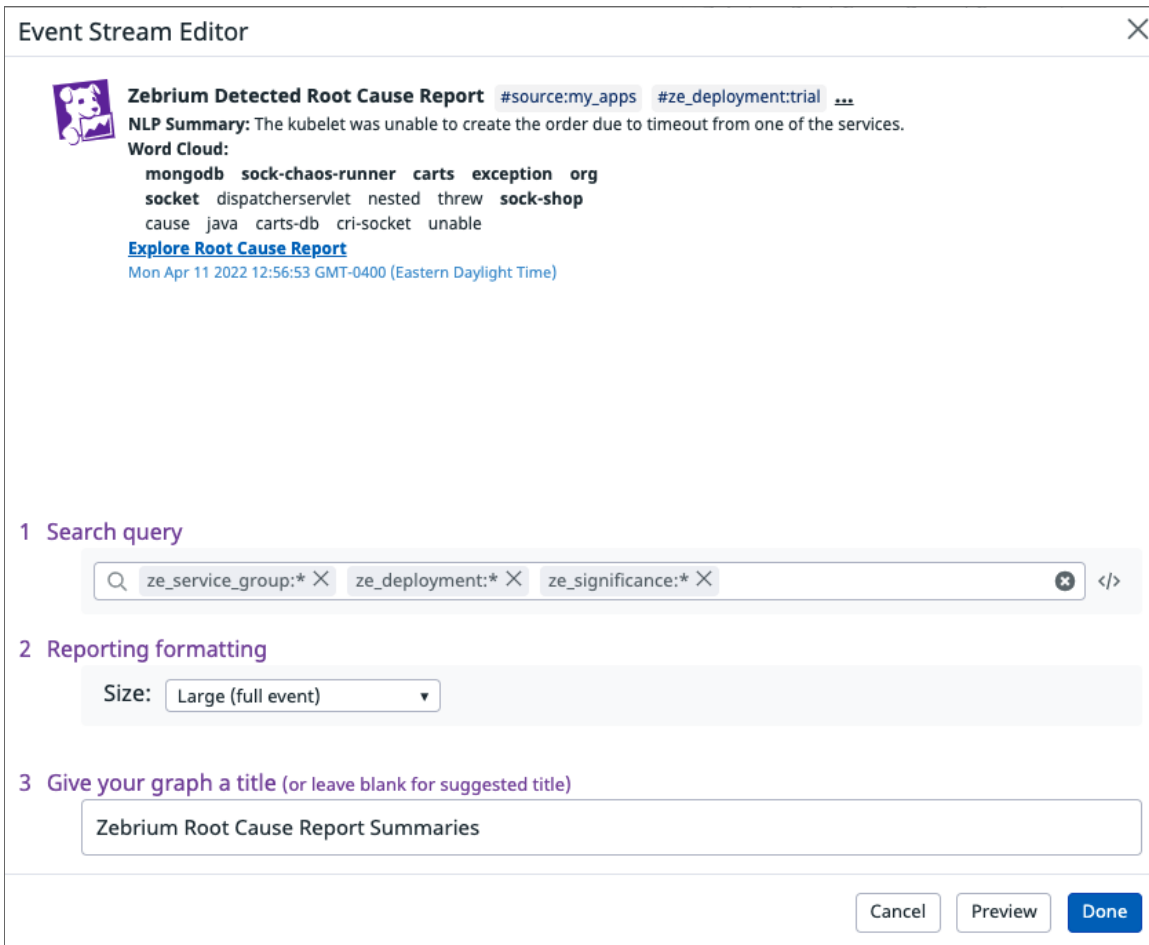 Event Stream Editor
Zebrium Detected Root Cause Report #source:my_apps #ze_deployment:trial ...
NLP Summary: The kubelet was unable to create the order due to timeout from one of the services.
Word Cloud:
mongodb sock-chaos-runner carts exception org
socket dispatcherservlet nested threw sock-shop
cause java carts-db cri-socket unable
Explore Root Cause Report
Mon Apr 11 2022 12:56:53 GMT-0400 (Eastern Daylight Time)
1 Search query
ze_service_group:* ze_deployment:* ze_significance:* </>
2 Reporting formatting
Size: Large (full event)
3 Give your graph a title (or leave blank for suggested title)
Zebrium Root Cause Report Summaries
Cancel Preview Done